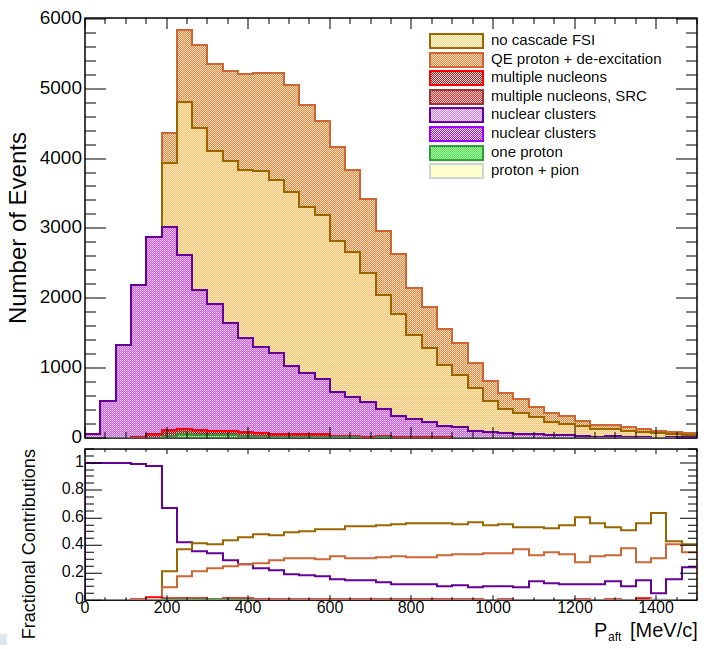 6000
5000
4000
3000
2000
1000
0
Number of Events
no cascade FSI
QE proton + de-excitation
multiple nucleons
multiple nucleons, SRC
nuclear clusters
nuclear clusters
one proton
proton + pion
1
0.8
0.6
0.4
0.2
0
Fractional Contributions
0 200 400 600 800 1000 1200 1400
P_aft [MeV/c]